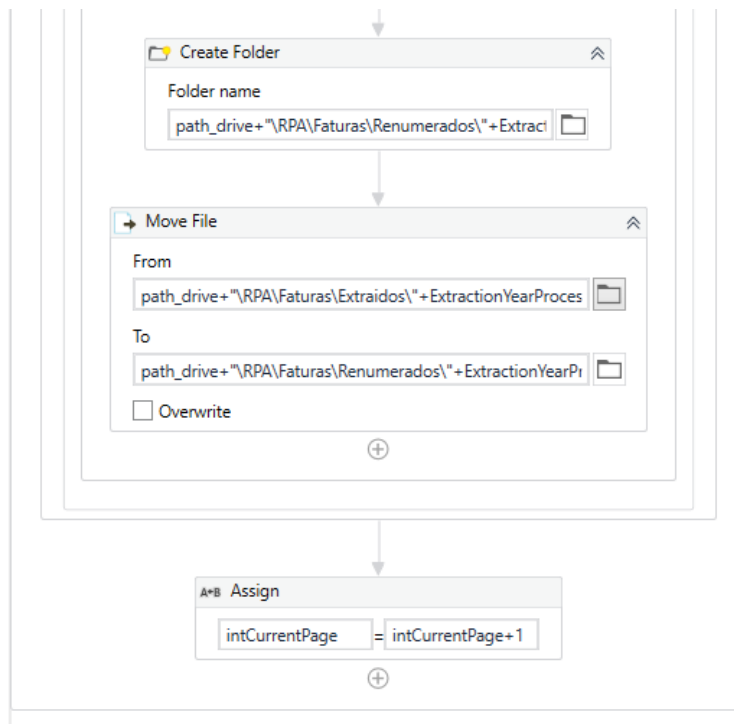 Create Folder
Folder name
path_drive+"\RPA\Faturas\Renumerados\"+Extract
Move File
From
path_drive+"\RPA\Faturas\Extraidos\"+ExtractionYearProces
To
path_drive+"\RPA\Faturas\Renumerados\"+ExtractionYearPr
Overwrite
A+B Assign
intCurrentPage = intCurrentPage+1